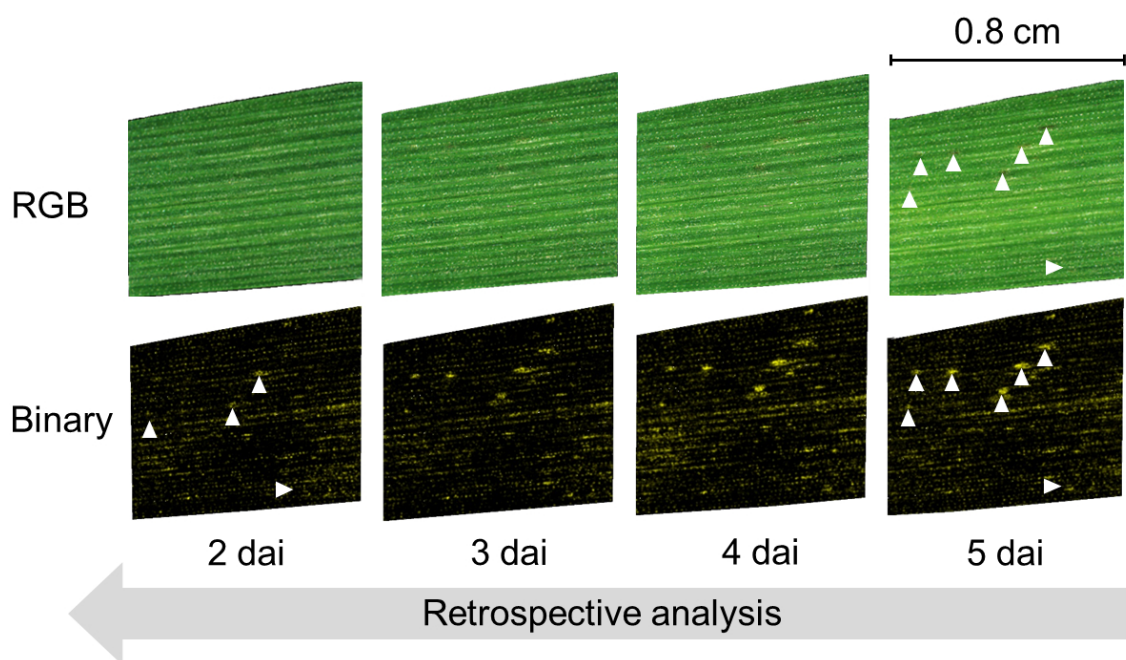 0.8 cm
RGB
Binary
2 dai
3 dai
4 dai
5 dai
Retrospective analysis